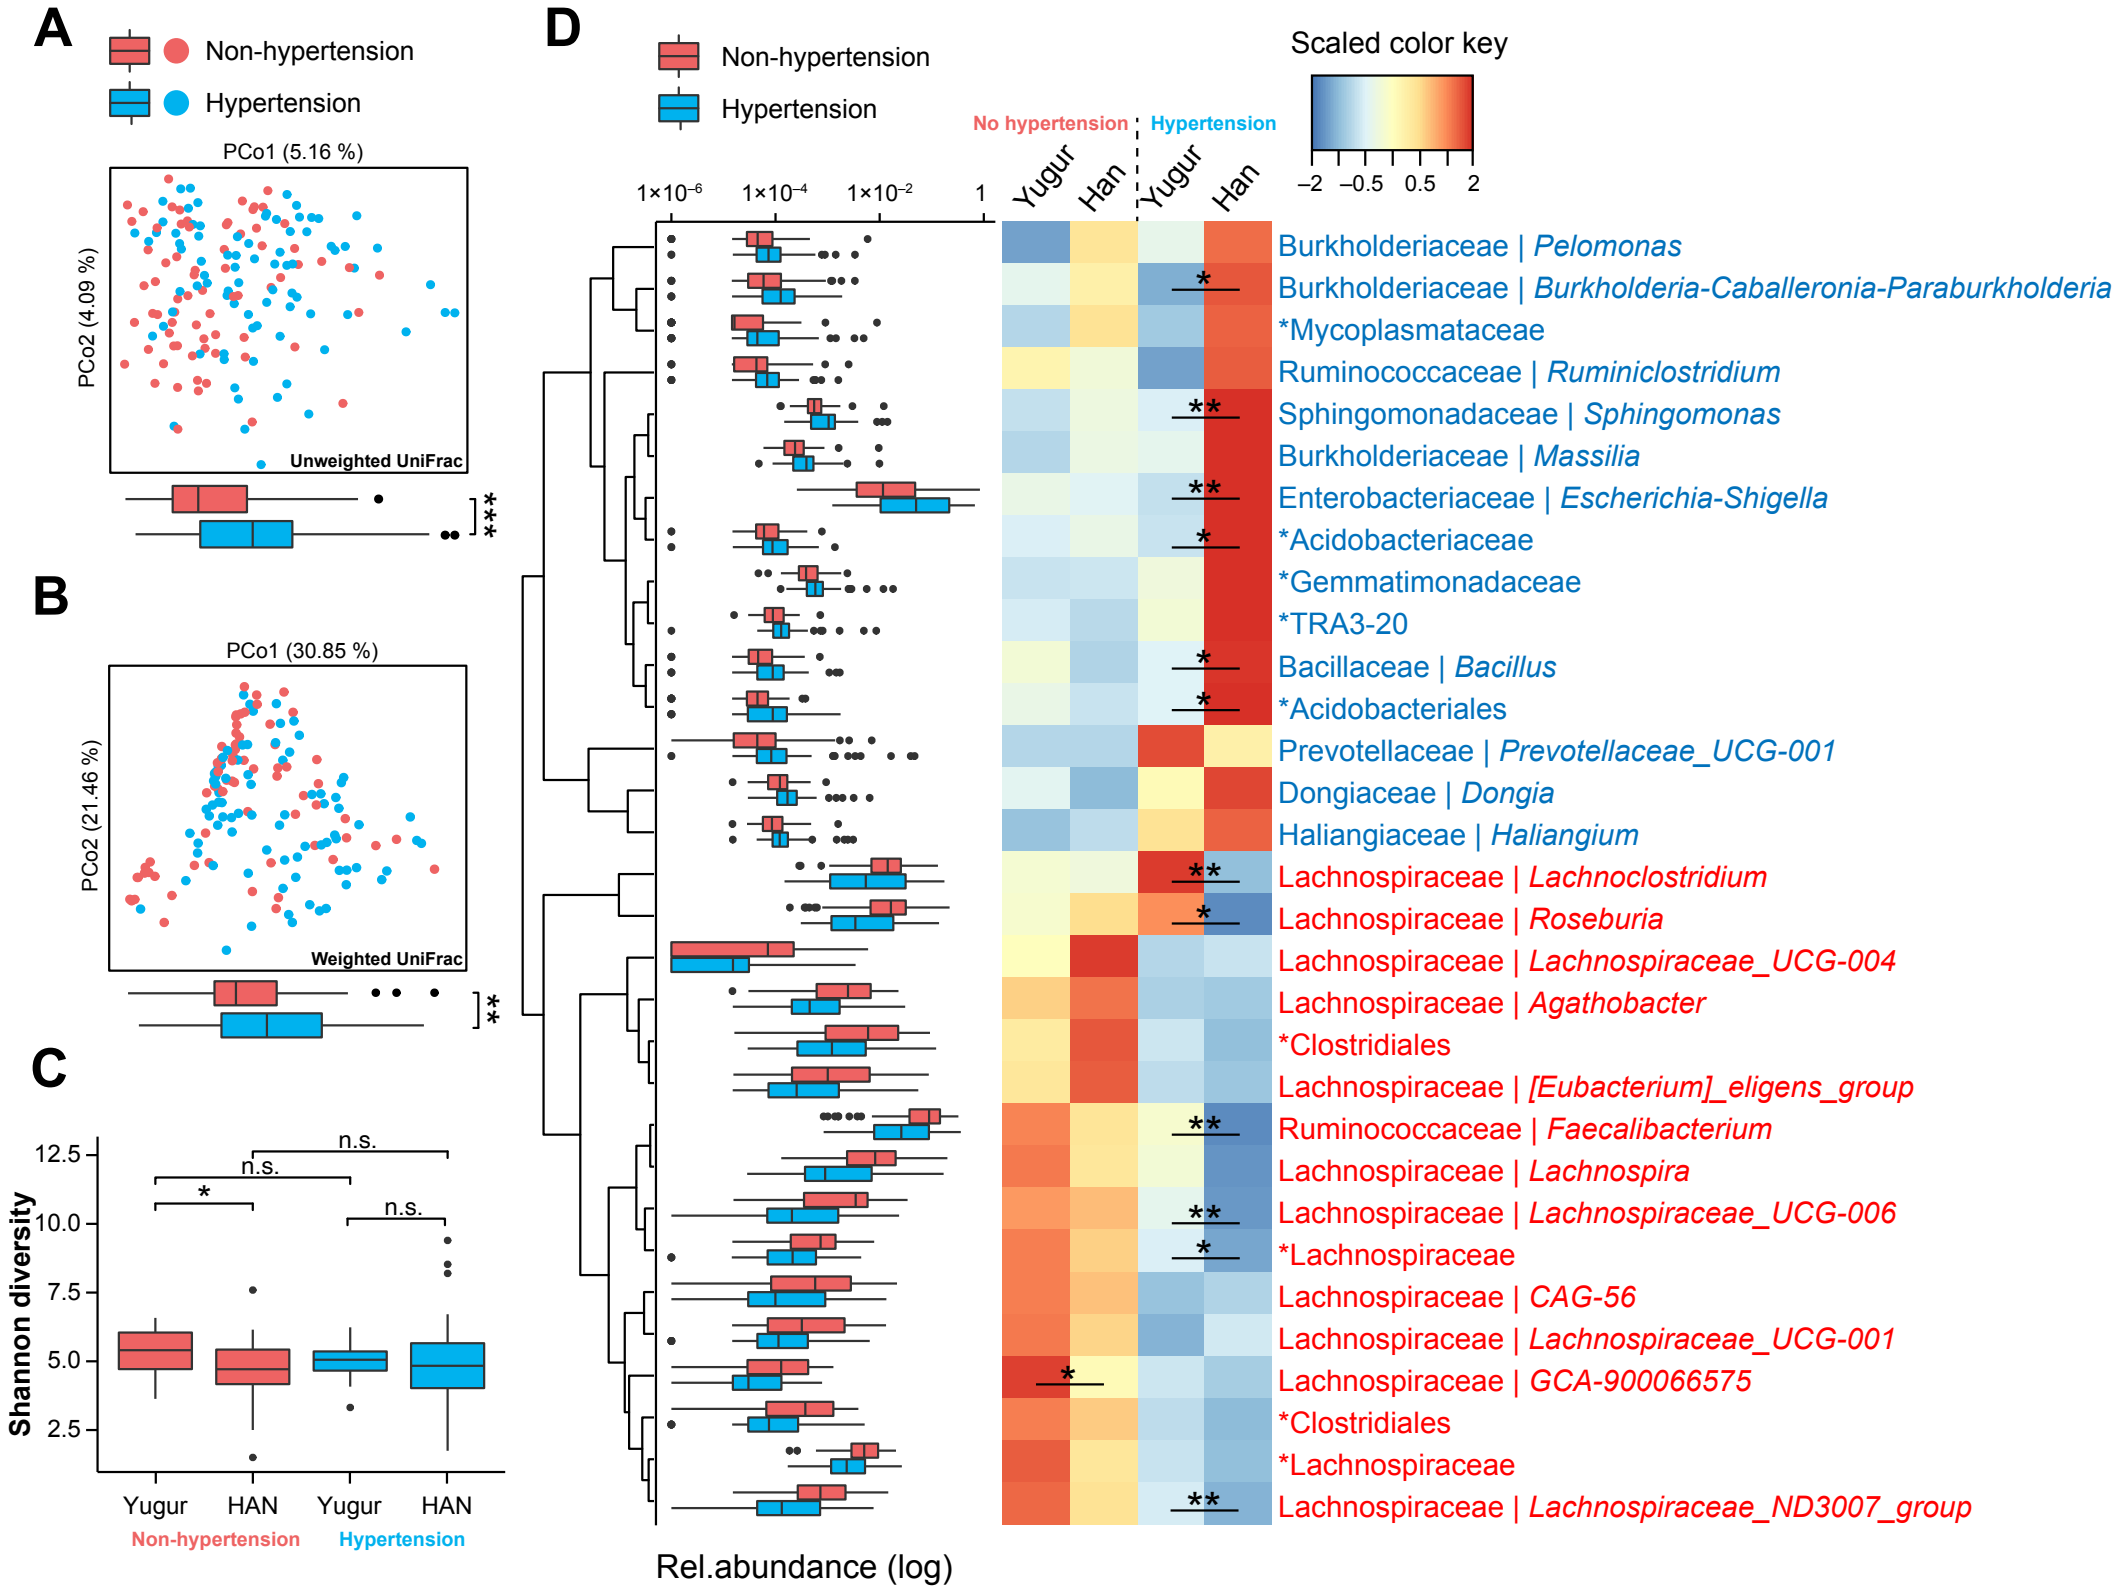 A
Non-hypertension
Hypertension
PCo1 (5.16 %)
PCo2 (4.09 %)
Unweighted UniFrac
***
B
PCo1 (30.85 %)
PCo2 (21.46 %)
Weighted UniFrac
**
C
Shannon diversity
12.5
10.0
7.5
5.0
2.5
n.s.
n.s.
*
n.s.
Yugur HAN Yugur HAN
Non-hypertension Hypertension
D
Non-hypertension
Hypertension
Scaled color key
–2 –0.5 0.5 2
No hypertension Hypertension
Yugur Han Yugur Han
1×10–6 1×10–4 1×10–2 1
Burkholderiaceae | Pelomonas
* Burkholderiaceae | Burkholderia-Caballeronia-Paraburkholderia
*Mycoplasmataceae
Ruminococcaceae | Ruminiclostridium
** Sphingomonadaceae | Sphingomonas
Burkholderiaceae | Massilia
** Enterobacteriaceae | Escherichia-Shigella
* *Acidobacteriaceae
*Gemmatimonadaceae
*TRA3-20
* Bacillaceae | Bacillus
* *Acidobacteriales
Prevotellaceae | Prevotellaceae_UCG-001
Dongiaceae | Dongia
Haliangiaceae | Haliangium
** Lachnospiraceae | Lachnoclostridium
* Lachnospiraceae | Roseburia
Lachnospiraceae | Lachnospiraceae_UCG-004
Lachnospiraceae | Agathobacter
*Clostridiales
Lachnospiraceae | [Eubacterium]_eligens_group
** Ruminococcaceae | Faecalibacterium
Lachnospiraceae | Lachnospira
** Lachnospiraceae | Lachnospiraceae_UCG-006
* *Lachnospiraceae
Lachnospiraceae | CAG-56
Lachnospiraceae | Lachnospiraceae_UCG-001
* Lachnospiraceae | GCA-900066575
*Clostridiales
*Lachnospiraceae
** Lachnospiraceae | Lachnospiraceae_ND3007_group
Rel.abundance (log)